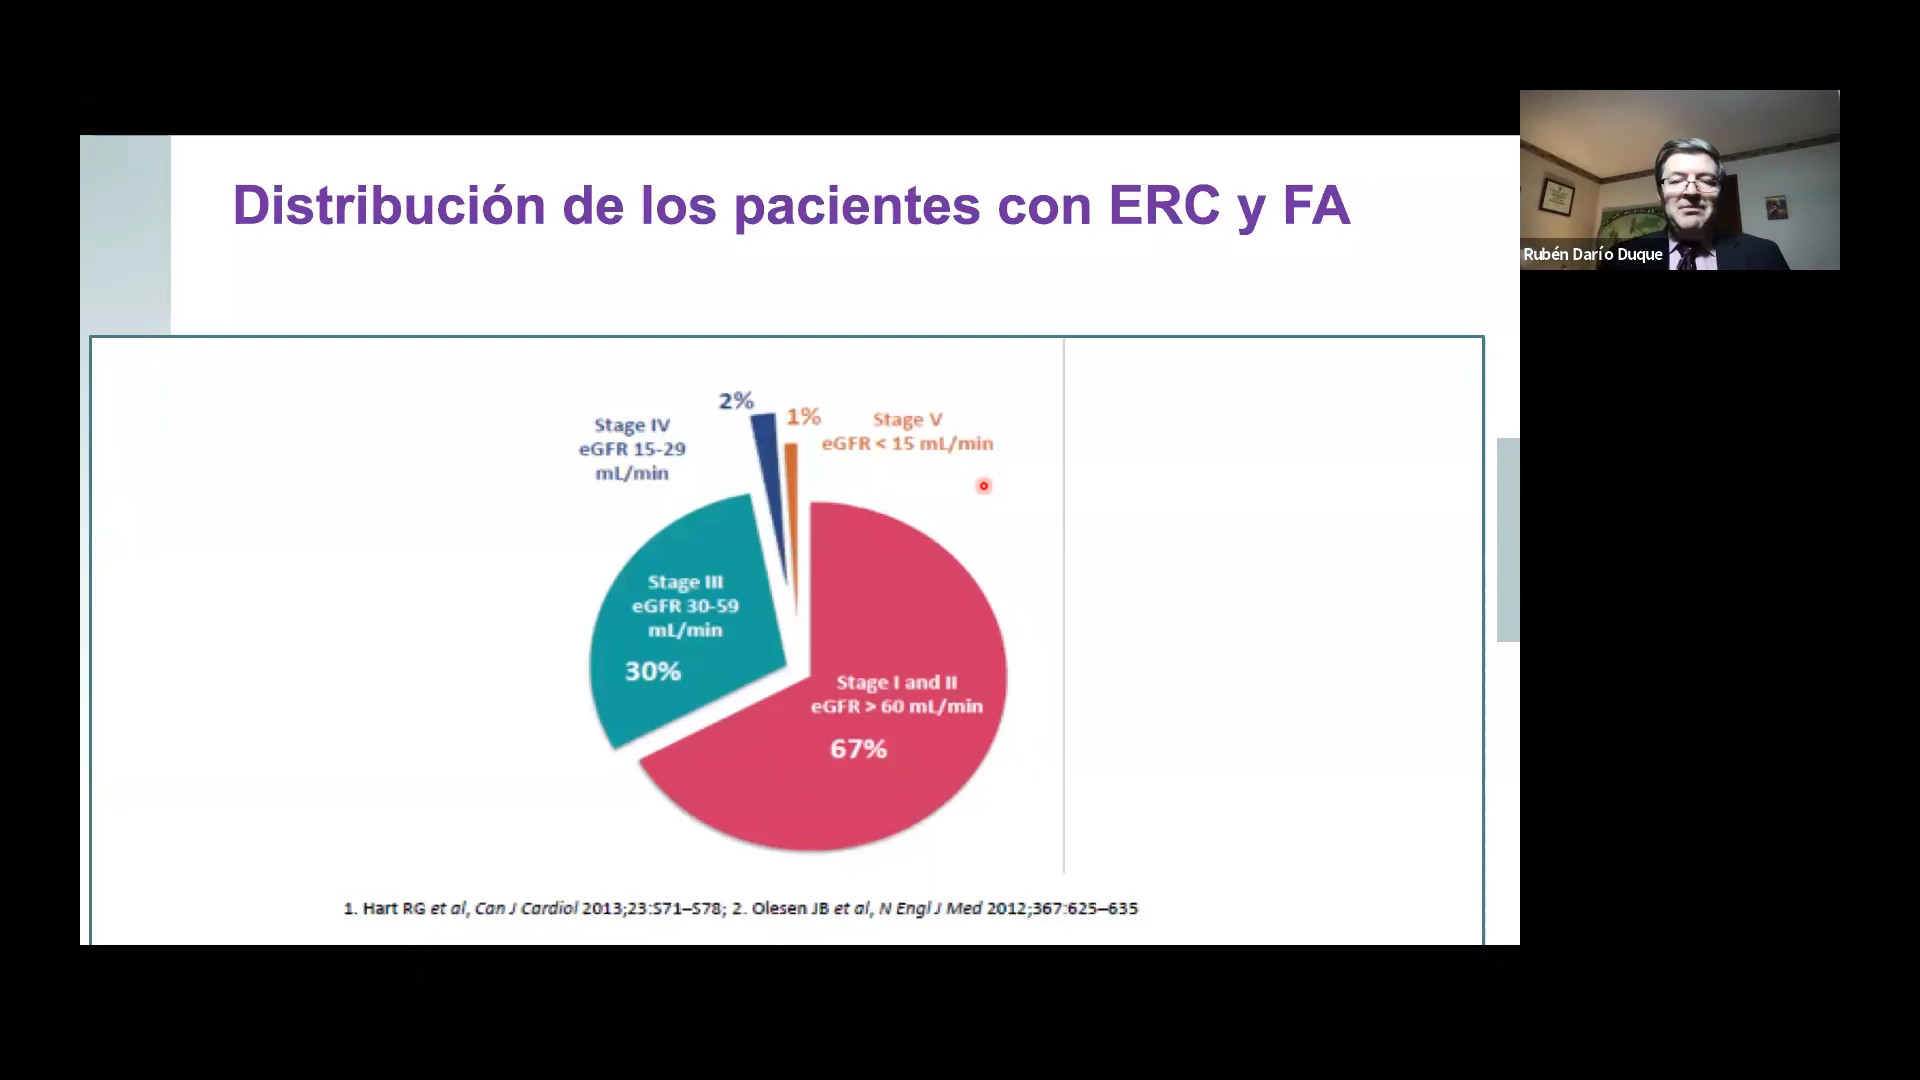 Distribución de los pacientes con ERC y FA
Rubén Darío Duque
2%
1%
Stage IV
eGFR 15-29
mL/min
Stage V
eGFR < 15 mL/min
Stage III
eGFR 30-59
mL/min
30%
Stage I and II
eGFR > 60 mL/min
67%
1. Hart RG et al, Can J Cardiol 2013;23:S71–S78; 2. Olesen JB et al, N Engl J Med 2012;367:625–635